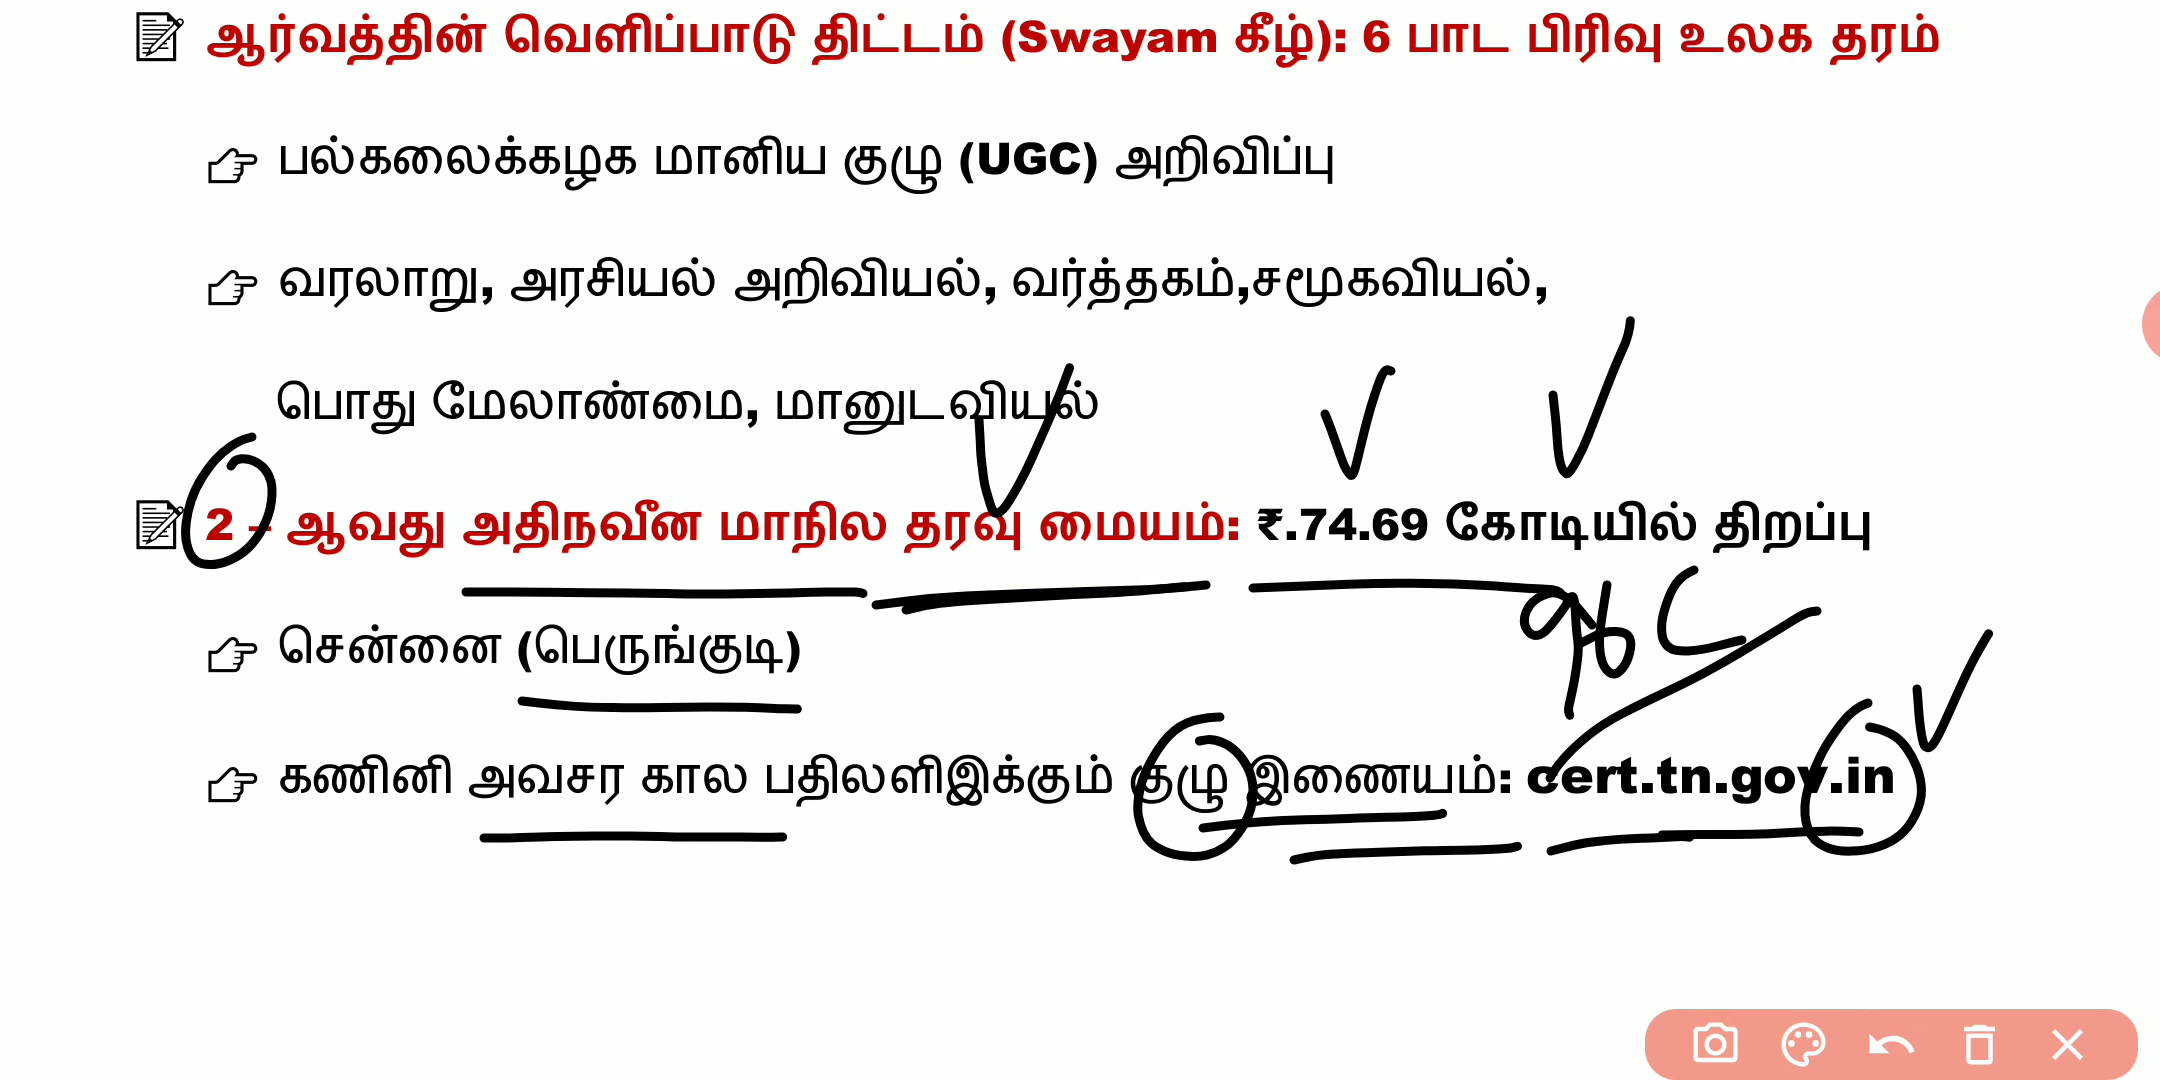 ஆர்வத்தின் வெளிப்பாடு திட்டம் (Swayam கீழ்): 6 பாட பிரிவு உலக தரம்
பல்கலைக்கழக மானிய குழு (UGC) அறிவிப்பு
வரலாறு, அரசியல் அறிவியல், வர்த்தகம்,சமூகவியல்,
பொது மேலாண்மை, மானுடவியல்
2 - ஆவது அதிநவீன மாநில தரவு மையம்: ₹.74.69 கோடியில் திறப்பு
சென்னை (பெருங்குடி)
கணினி அவசர கால பதிலளிஇக்கும் குழு இணையம்: cert.tn.gov.in